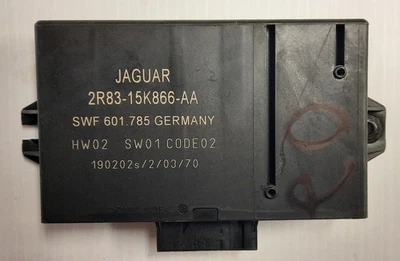 JAGUAR
2R83-15K866-AA
SWF 601.785 GERMANY
HW02 SW01 CODE02
190202s/2/03/70